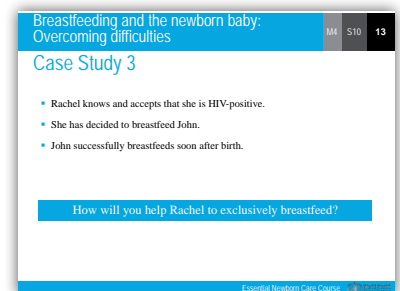 Breastfeeding and the newborn baby:
Overcoming difficulties
M4 S10 13
Case Study 3
▪ Rachel knows and accepts that she is HIV-positive.
▪ She has decided to breastfeed John.
▪ John successfully breastfeeds soon after birth.
How will you help Rachel to exclusively breastfeed?
Essential Newborn Care Course